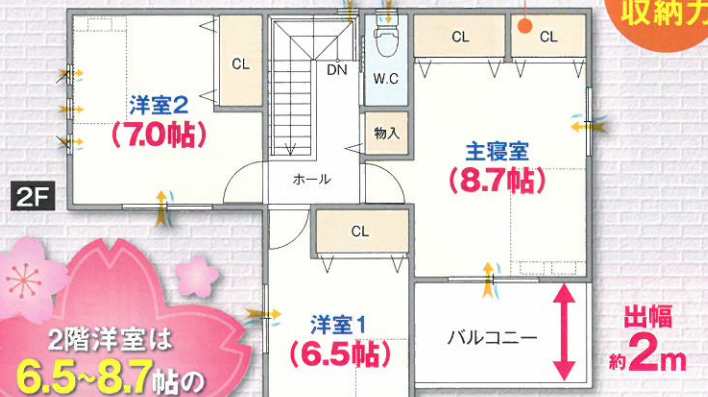 収納力
CL
CL
CL
DN
W.C
洋室2
(7.0帖)
物入
主寝室
(8.7帖)
ホール
2F
CL
2階洋室は
6.5~8.7帖の
洋室1
(6.5帖)
バルコニー
出幅
約2m